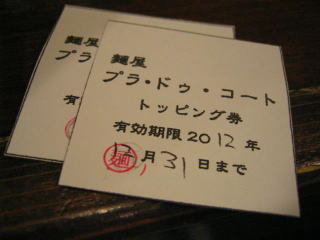 麺屋
プラ・ドゥ・コート
トッピング券
有効期限2012年
12月31日まで
麺
麺屋
プラ
有